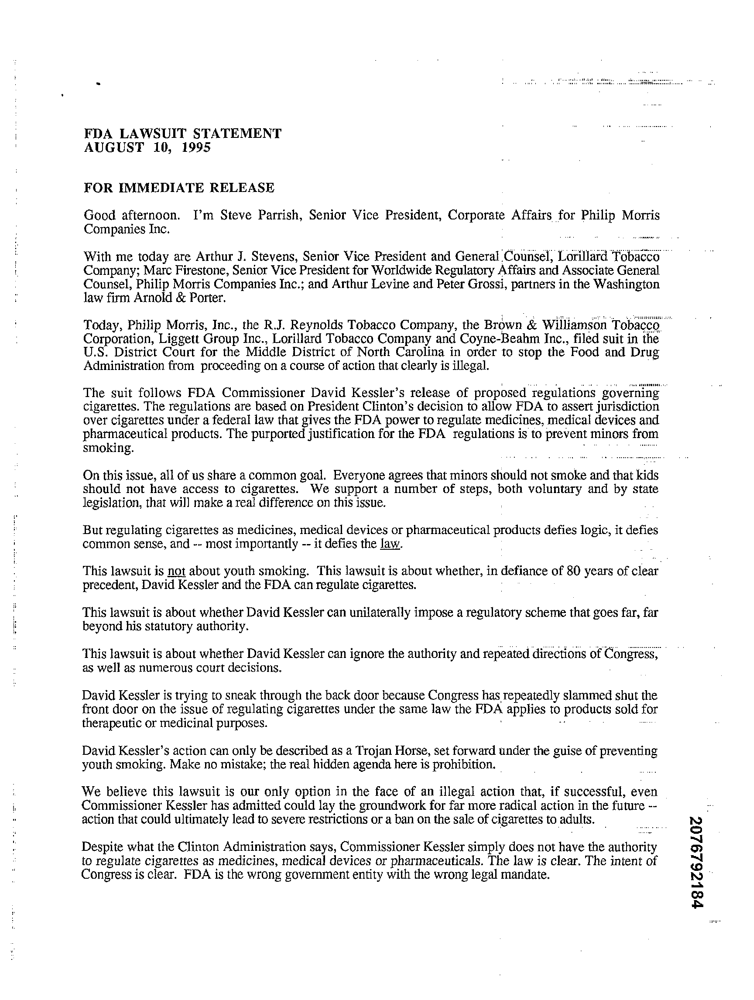 FDA LAWSUIT STATEMENT
AUGUST 10, 1995
FOR IMMEDIATE RELEASE
Good afternoon. I'm Steve Parrish, Senior Vice President, Corporate Affairs for Philip Morris
Companies Inc.
With me today are Arthur J. Stevens, Senior Vice President and General Counsel, Lorillard Tobacco
Company; Marc Firestone, Senior Vice President for Worldwide Regulatory Affairs and Associate General
Counsel, Philip Morris Companies Inc.; and Arthur Levine and Peter Grossi, partners in the Washington
law firm Arnold & Porter.
Today, Philip Morris, Inc., the R.J. Reynolds Tobacco Company, the Brown & Williamson Tobacco
Corporation, Liggett Group Inc., Lorillard Tobacco Company and Coyne-Beahm Inc., filed suit in the
U.S. District Court for the Middle District of North Carolina in order to stop the Food and Drug
Administration from proceeding on a course of action that clearly is illegal.
The suit follows FDA Commissioner David Kessler's release of proposed regulations governing
cigarettes. The regulations are based on President Clinton's decision to allow FDA to assert jurisdiction
over cigarettes under a federal law that gives the FDA power to regulate medicines, medical devices and
pharmaceutical products. The purported justification for the FDA regulations is to prevent minors from
smoking.
On this issue, all of us share a common goal. Everyone agrees that minors should not smoke and that kids
should not have access to cigarettes. We support a number of steps, both voluntary and by state
legislation, that will make a real difference on this issue.
But regulating cigarettes as medicines, medical devices or pharmaceutical products defies logic, it defies
common sense, and -- most importantly -- it defies the law.
This lawsuit is not about youth smoking. This lawsuit is about whether, in defiance of 80 years of clear
precedent, David Kessler and the FDA can regulate cigarettes.
This lawsuit is about whether David Kessler can unilaterally impose a regulatory scheme that goes far, far
beyond his statutory authority.
This lawsuit is about whether David Kessler can ignore the authority and repeated directions of Congress,
as well as numerous court decisions.
David Kessler is trying to sneak through the back door because Congress has repeatedly slammed shut the
front door on the issue of regulating cigarettes under the same law the FDA applies to products sold for
therapeutic or medicinal purposes.
David Kessler's action can only be described as a Trojan Horse, set forward under the guise of preventing
youth smoking. Make no mistake; the real hidden agenda here is prohibition.
We believe this lawsuit is our only option in the face of an illegal action that, if successful, even
Commissioner Kessler has admitted could lay the groundwork for far more radical action in the future --
action that could ultimately lead to severe restrictions or a ban on the sale of cigarettes to adults.
Despite what the Clinton Administration says, Commissioner Kessler simply does not have the authority
to regulate cigarettes as medicines, medical devices or pharmaceuticals. The law is clear. The intent of
Congress is clear. FDA is the wrong government entity with the wrong legal mandate.
2076792184